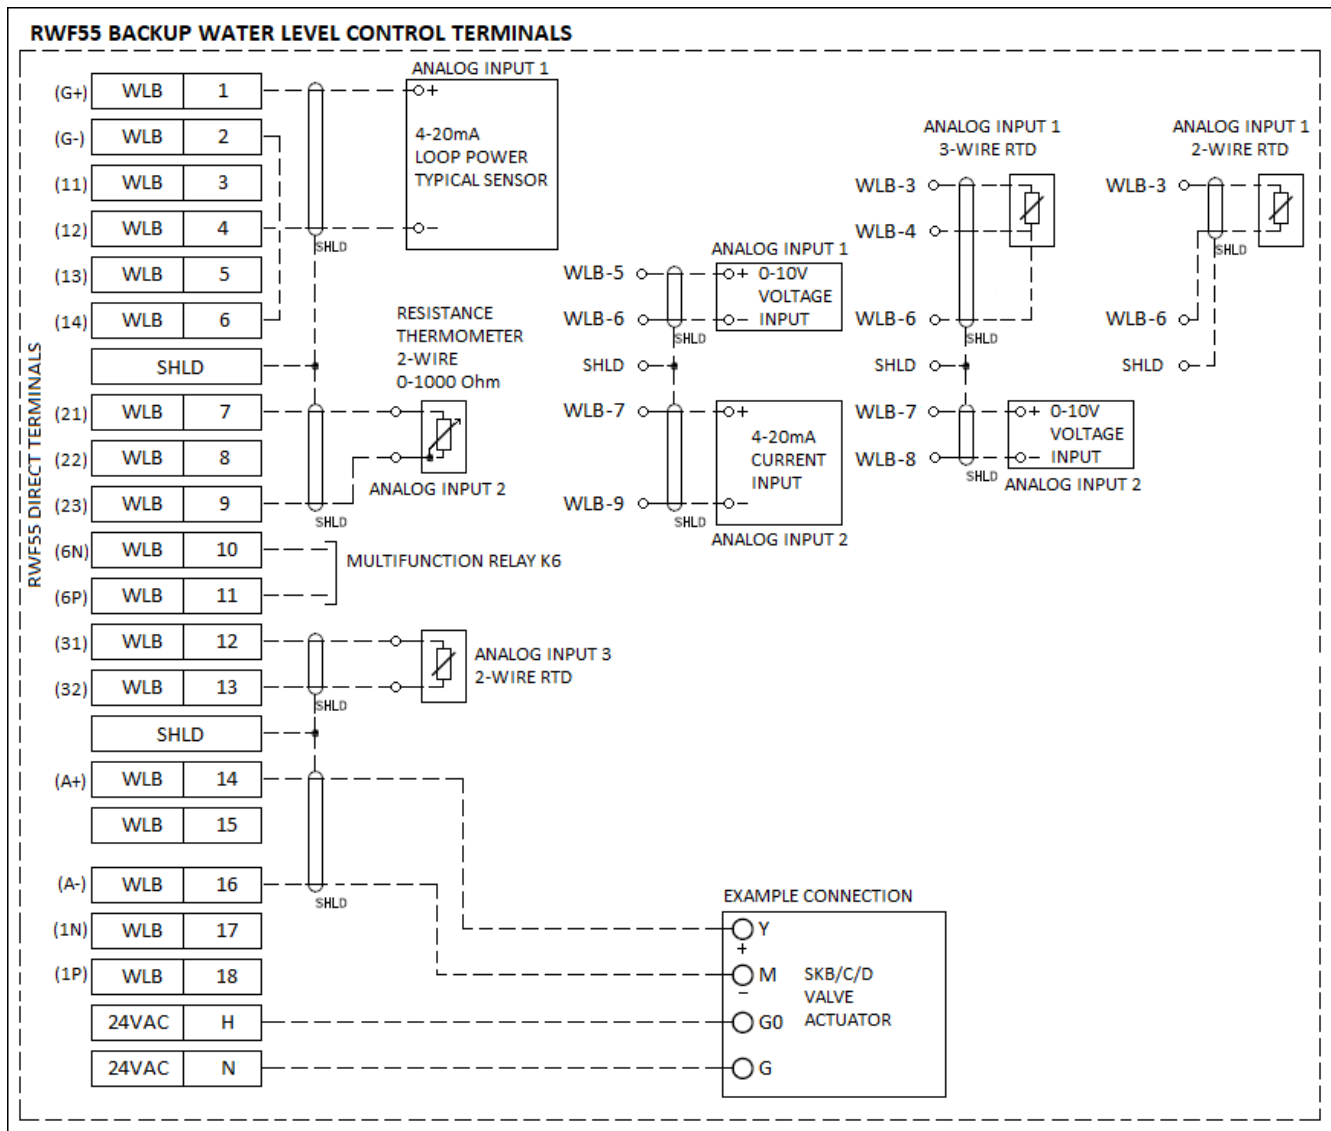 RWF55 BACKUP WATER LEVEL CONTROL TERMINALS
RWF55 DIRECT TERMINALS
(G+) WLB 1
(G-) WLB 2
(11) WLB 3
(12) WLB 4
(13) WLB 5
(14) WLB 6
SHLD
(21) WLB 7
(22) WLB 8
(23) WLB 9
(6N) WLB 10
(6P) WLB 11
(31) WLB 12
(32) WLB 13
SHLD
(A+) WLB 14
WLB 15
(A-) WLB 16
(1N) WLB 17
(1P) WLB 18
24VAC H
24VAC N
ANALOG INPUT 1
+
4-20mA
LOOP POWER
TYPICAL SENSOR
-
SHLD
RESISTANCE
THERMOMETER
2-WIRE
0-1000 Ohm
ANALOG INPUT 2
SHLD
MULTIFUNCTION RELAY K6
ANALOG INPUT 3
2-WIRE RTD
SHLD
SHLD
ANALOG INPUT 1
WLB-5 + 0-10V
VOLTAGE
WLB-6 - INPUT
SHLD
SHLD
WLB-7 +
4-20mA
CURRENT
INPUT
WLB-9 -
SHLD
ANALOG INPUT 2
ANALOG INPUT 1
3-WIRE RTD
WLB-3
WLB-4
WLB-6
SHLD
SHLD
WLB-7 + 0-10V
VOLTAGE
WLB-8 - INPUT
SHLD
ANALOG INPUT 2
ANALOG INPUT 1
2-WIRE RTD
WLB-3
SHLD
WLB-6
SHLD
EXAMPLE CONNECTION
Y
+
M
-
G0
G
SKB/C/D
VALVE
ACTUATOR